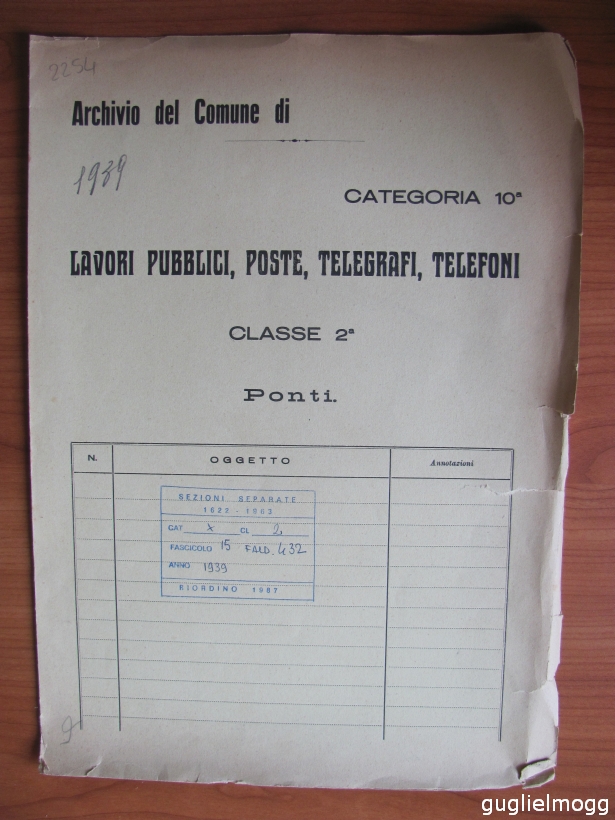 2254
Archivio del Comune di
1939
CATEGORIA 10ª
LAVORI PUBBLICI, POSTE, TELEGRAFI, TELEFONI
CLASSE 2ª
Ponti.
N. OGGETTO Annotazioni
SEZIONI SEPARATE
1622 - 1963
CAT X CL 2
FASCICOLO 15 FALD. 432
ANNO 1939
RIORDINO 1987
9
guglielmogg